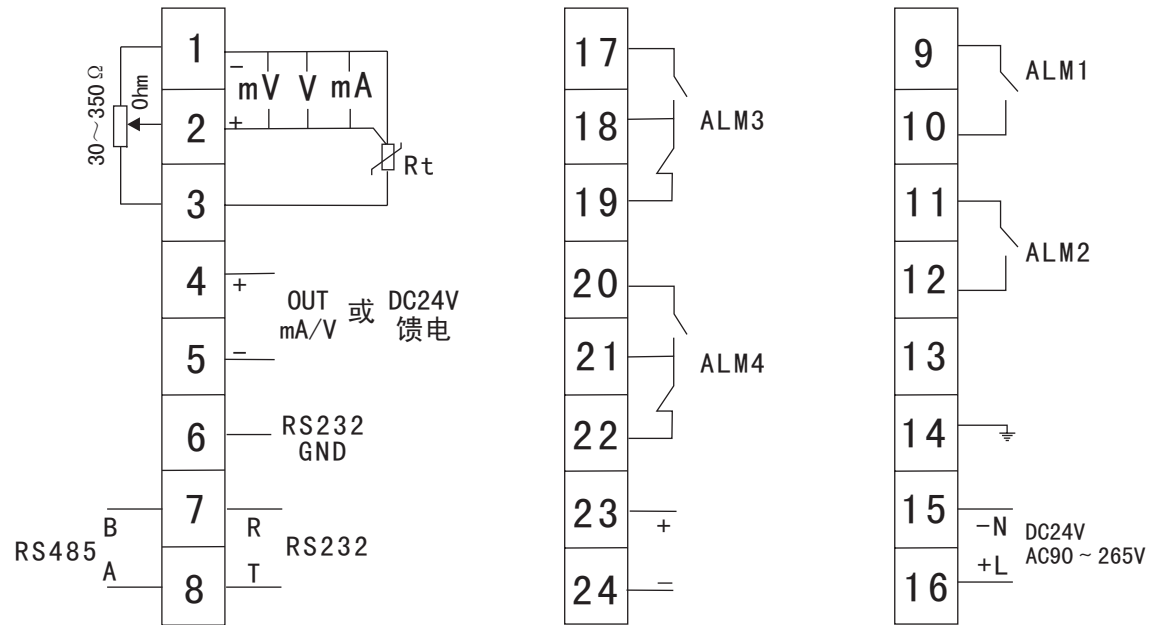 1
2
3
4
5
6
7
8
30～350Ω
Ohm
−
mV V mA
+
Rt
+
OUT 或 DC24V
mA/V 馈电
−
RS232
GND
B
RS485
A
R
RS232
T
17
18
19
20
21
22
23
24
ALM3
ALM4
+
−
9
10
11
12
13
14
15
16
ALM1
ALM2
−N
+L
DC24V
AC90～265V